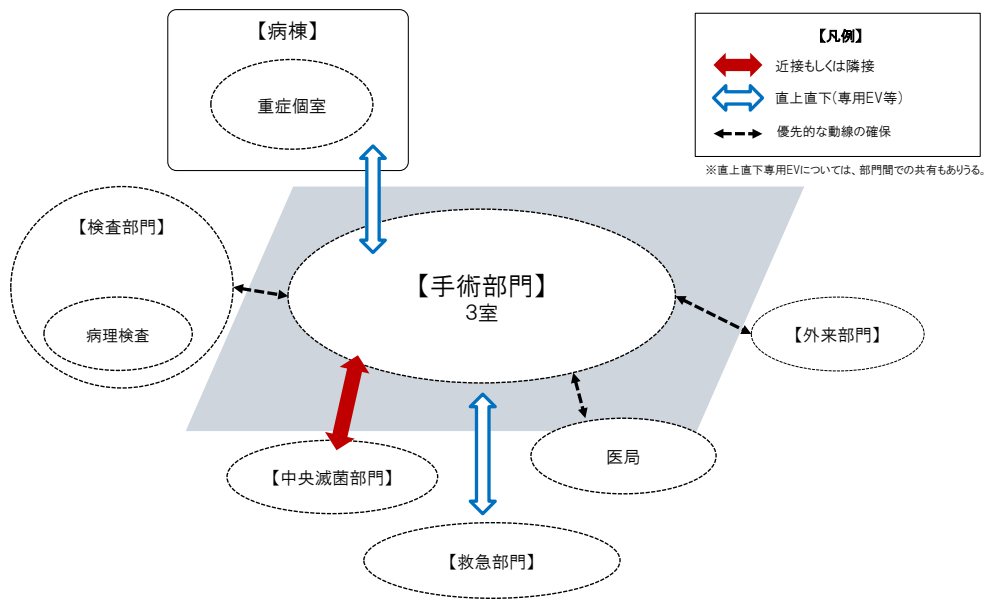 【病棟】
重症個室
【凡例】
近接もしくは隣接
直上直下(専用EV等)
優先的な動線の確保
※直上直下専用EVについては、部門間での共有もありうる。
【検査部門】
病理検査
【手術部門】
3室
【外来部門】
【中央滅菌部門】
医局
【救急部門】